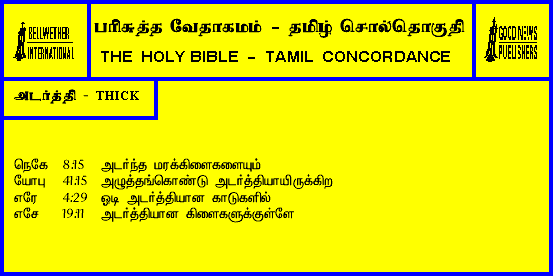 BELLWETHER
INTERNATIONAL
பரிசுத்த வேதாகமம் - தமிழ் சொல்தொகுதி
THE HOLY BIBLE - TAMIL CONCORDANCE
GOOD NEWS
PUBLISHERS
அடர்த்தி - THICK
நெகே 8:15 அடர்ந்த மரக்கிளைகளையும்
யோபு 41:15 அழுத்தங்கொண்டு அடர்த்தியாயிருக்கிற
எரே 4:29 ஓடி அடர்த்தியான காடுகளில்
எசே 19:11 அடர்த்தியான கிளைகளுக்குள்ளே